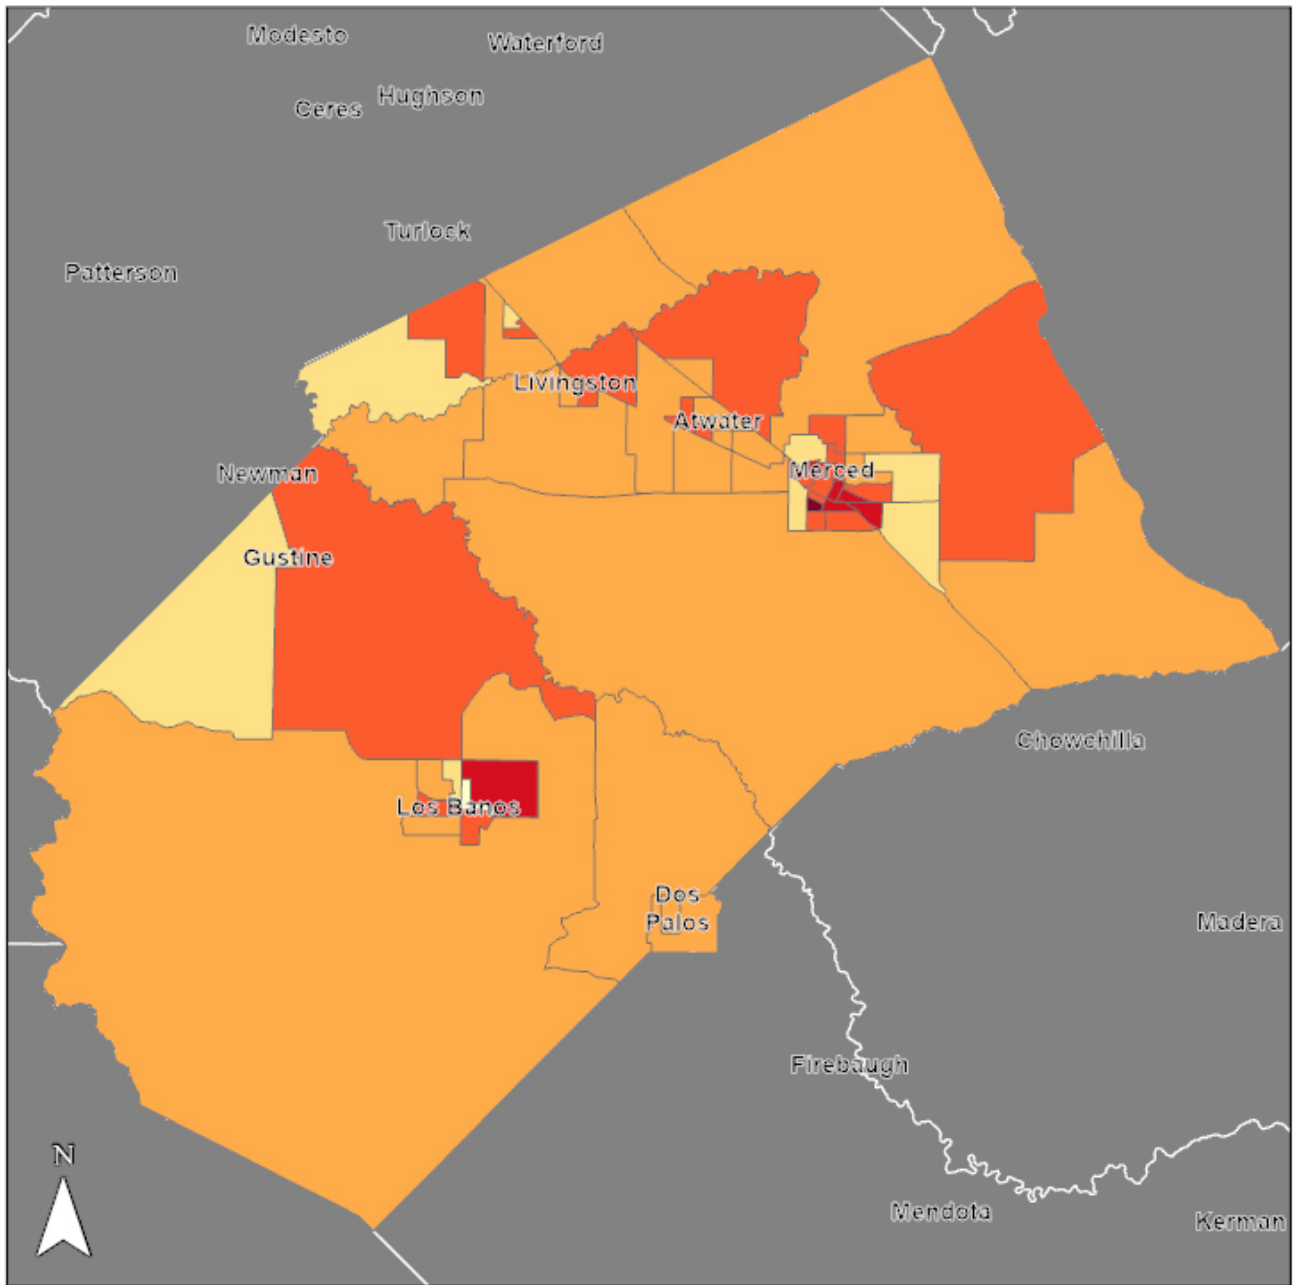 Modesto
Waterford
Hughson
Ceres
Turlock
Patterson
Livingston
Atwater
Merced
Newman
Gustine
Chowchilla
Los Banos
Dos
Palos
Madera
Firebaugh
N
Mendota
Kerman